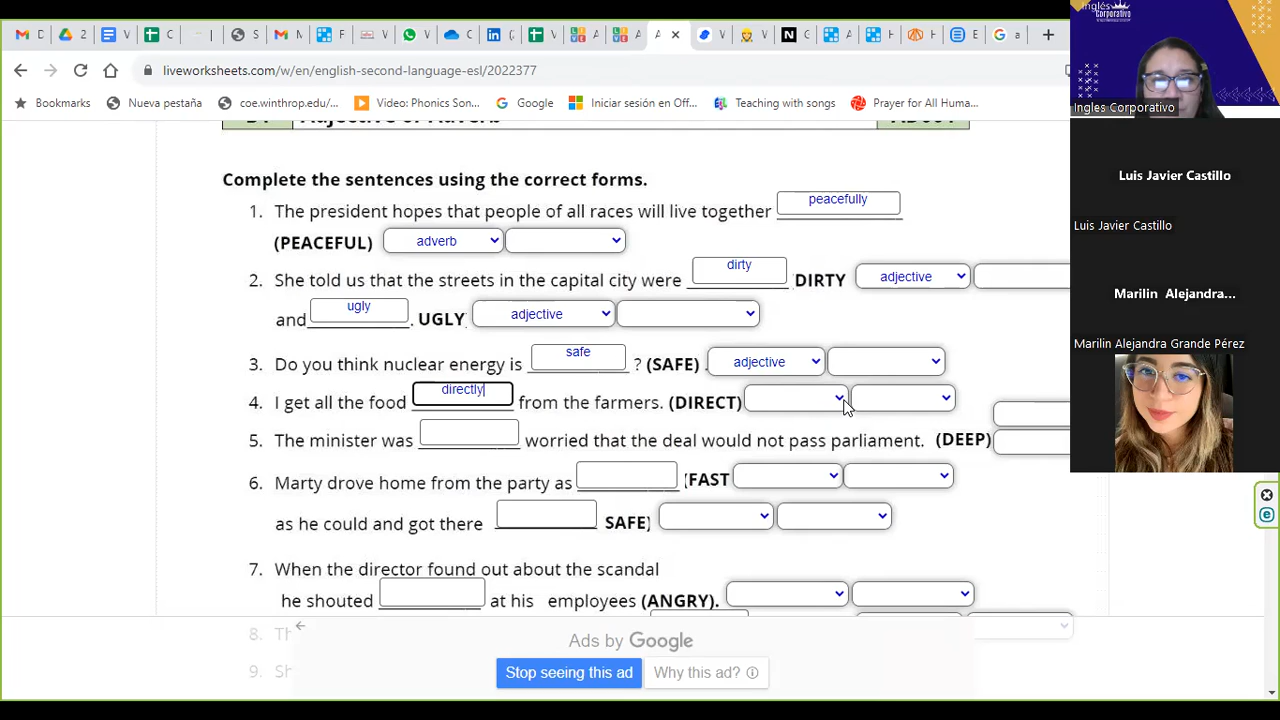 Inglés
corporativo
liveworksheets.com/w/en/english-second-language-esl/2022377
Bookmarks Nueva pestaña coe.winthrop.edu/... Video: Phonics Son... Google Iniciar sesión en Off... Teaching with songs Prayer for All Huma...
Ingles Corporativo
Luis Javier Castillo
Luis Javier Castillo
Marilin Alejandra...
Marilin Alejandra Grande Pérez
Complete the sentences using the correct forms.
1. The president hopes that people of all races will live together peacefully
(PEACEFUL) adverb
2. She told us that the streets in the capital city were dirty DIRTY adjective
and ugly. UGLY adjective
3. Do you think nuclear energy is safe ? (SAFE) . adjective
4. I get all the food directly from the farmers. (DIRECT)
5. The minister was worried that the deal would not pass parliament. (DEEP)
6. Marty drove home from the party as (FAST
as he could and got there SAFE)
7. When the director found out about the scandal
he shouted at his employees (ANGRY).
8. Th
9. Sh
Ads by Google
Stop seeing this ad Why this ad?